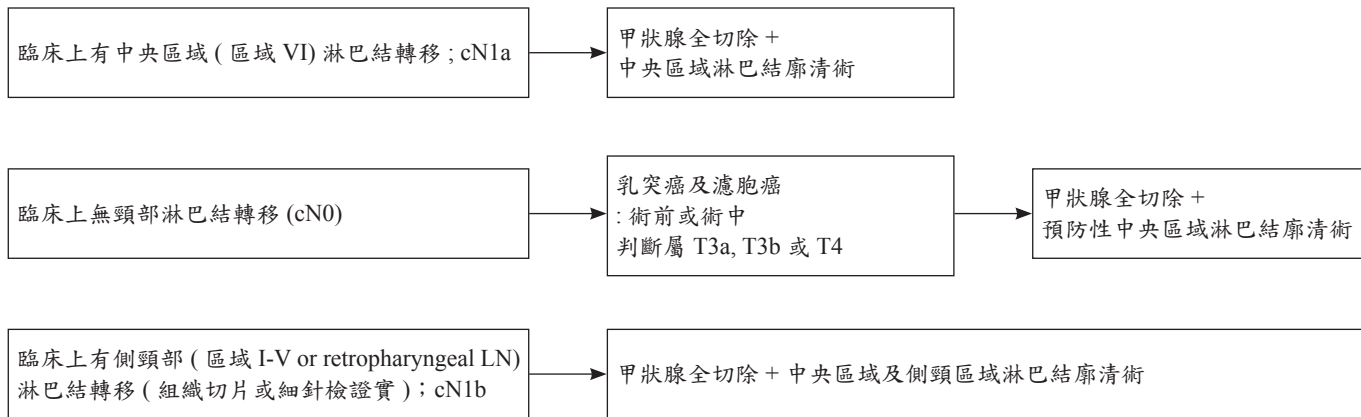 臨床上有中央區域 ( 區域 VI) 淋巴結轉移 ; cN1a
甲狀腺全切除 +
中央區域淋巴結廓清術
臨床上無頸部淋巴結轉移 (cN0)
乳突癌及濾胞癌
: 術前或術中
判斷屬 T3a, T3b 或 T4
甲狀腺全切除 +
預防性中央區域淋巴結廓清術
臨床上有側頸部 ( 區域 I-V or retropharyngeal LN)
淋巴結轉移 ( 組織切片或細針檢證實 )；cN1b
甲狀腺全切除 + 中央區域及側頸區域淋巴結廓清術